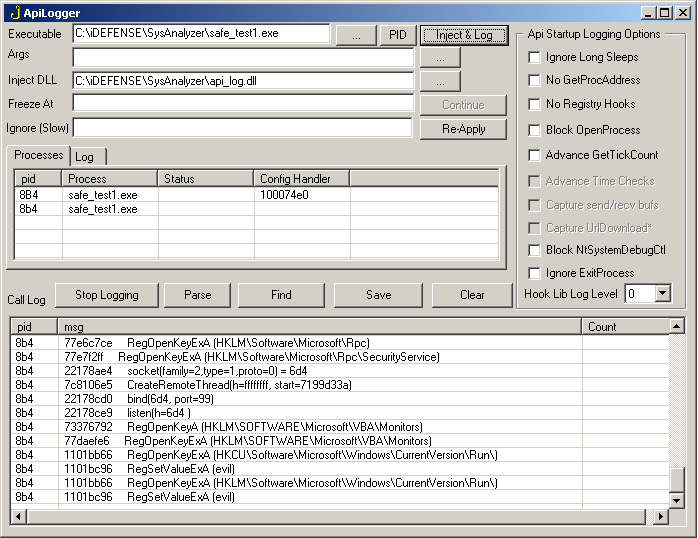 ApiLogger
Executable C:\iDEFENSE\SysAnalyzer\safe_test1.exe ... PID Inject & Log
Args ...
Inject DLL C:\iDEFENSE\SysAnalyzer\api_log.dll ...
Freeze At Continue
Ignore (Slow) Re-Apply
Api Startup Logging Options
Ignore Long Sleeps
No GetProcAddress
No Registry Hooks
Block OpenProcess
Advance GetTickCount
Advance Time Checks
Capture send/recv bufs
Capture UrlDownload*
Block NtSystemDebugCtl
Ignore ExitProcess
Hook Lib Log Level 0
Processes Log
pid Process Status Config Handler
8B4 safe_test1.exe 100074e0
8b4 safe_test1.exe
Call Log Stop Logging Parse Find Save Clear
pid msg Count
8b4 77e6c7ce RegOpenKeyExA (HKLM\Software\Microsoft\Rpc)
8b4 77e7f2ff RegOpenKeyExA (HKLM\Software\Microsoft\Rpc\SecurityService)
8b4 22178ae4 socket(family=2,type=1,proto=0) = 6d4
8b4 7c8106e5 CreateRemoteThread(h=ffffffff, start=7199d33a)
8b4 22178cd0 bind(6d4, port=99)
8b4 22178ce9 listen(h=6d4 )
8b4 73376792 RegOpenKeyA (HKLM\SOFTWARE\Microsoft\VBA\Monitors)
8b4 77daefe6 RegOpenKeyExA (HKLM\SOFTWARE\Microsoft\VBA\Monitors)
8b4 1101bb66 RegOpenKeyExA (HKCU\Software\Microsoft\Windows\CurrentVersion\Run\)
8b4 1101bc96 RegSetValueExA (evil)
8b4 1101bb66 RegOpenKeyExA (HKLM\Software\Microsoft\Windows\CurrentVersion\Run\)
8b4 1101bc96 RegSetValueExA (evil)